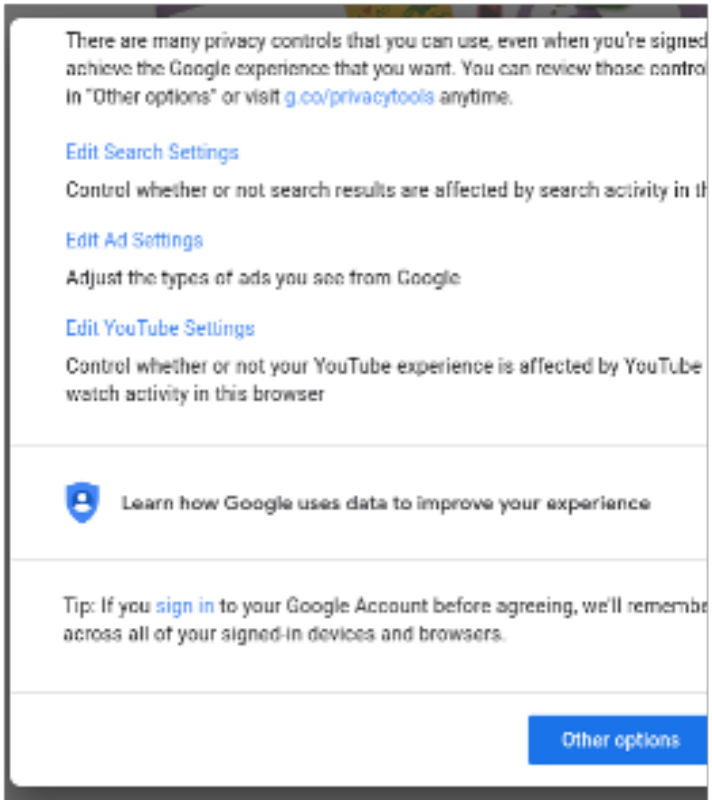 There are many privacy controls that you can use, even when you're signed
achieve the Google experience that you want. You can review those contro
in "Other options" or visit g.co/privacytools anytime.
Edit Search Settings
Control whether or not search results are affected by search activity in th
Edit Ad Settings
Adjust the types of ads you see from Google
Edit YouTube Settings
Control whether or not your YouTube experience is affected by YouTube
watch activity in this browser
Learn how Google uses data to improve your experience
Tip: If you sign in to your Google Account before agreeing, we'll remembe
across all of your signed-in devices and browsers.
Other options